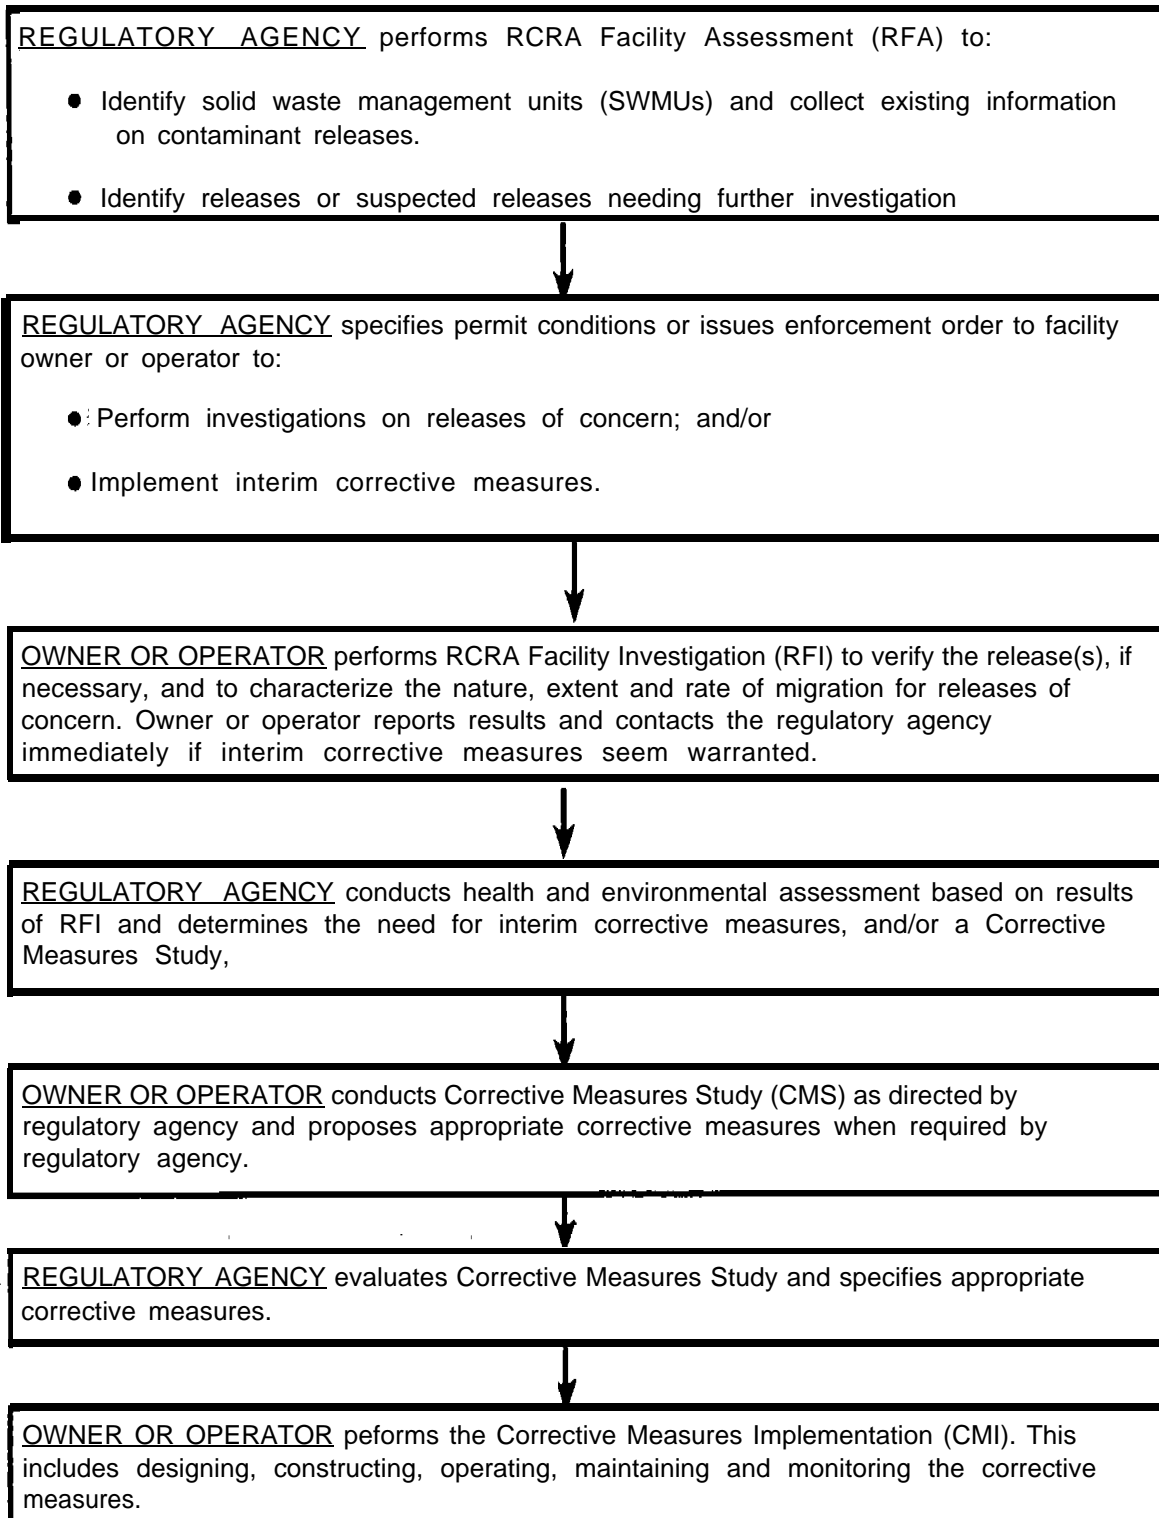 REGULATORY AGENCY performs RCRA Facility Assessment (RFA) to:
● Identify solid waste management units (SWMUs) and collect existing information
on contaminant releases.
● Identify releases or suspected releases needing further investigation
REGULATORY AGENCY specifies permit conditions or issues enforcement order to facility
owner or operator to:
● Perform investigations on releases of concern; and/or
● Implement interim corrective measures.
OWNER OR OPERATOR performs RCRA Facility Investigation (RFI) to verify the release(s), if
necessary, and to characterize the nature, extent and rate of migration for releases of
concern. Owner or operator reports results and contacts the regulatory agency
immediately if interim corrective measures seem warranted.
REGULATORY AGENCY conducts health and environmental assessment based on results
of RFI and determines the need for interim corrective measures, and/or a Corrective
Measures Study,
OWNER OR OPERATOR conducts Corrective Measures Study (CMS) as directed by
regulatory agency and proposes appropriate corrective measures when required by
regulatory agency.
REGULATORY AGENCY evaluates Corrective Measures Study and specifies appropriate
corrective measures.
OWNER OR OPERATOR peforms the Corrective Measures Implementation (CMI). This
includes designing, constructing, operating, maintaining and monitoring the corrective
measures.